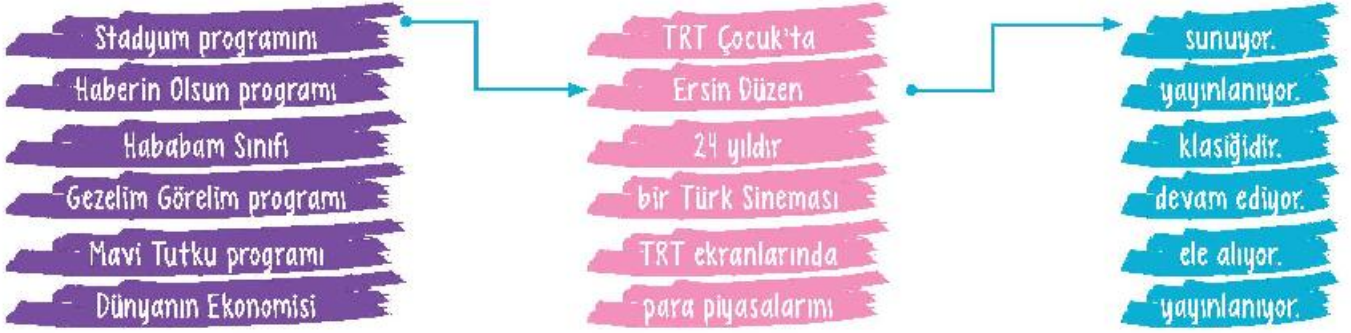 Stadyum programını
Haberin Olsun programı
Hababam Sınıfı
Gezelim Görelim programı
Mavi Tutku programı
Dünyanın Ekonomisi
TRT Çocuk'ta
Ersin Düzen
24 yıldır
bir Türk Sineması
TRT ekranlarında
para piyasalarını
sunuyor.
yayınlanıyor.
klasiğidir.
devam ediyor.
ele alıyor.
yayınlanıyor.